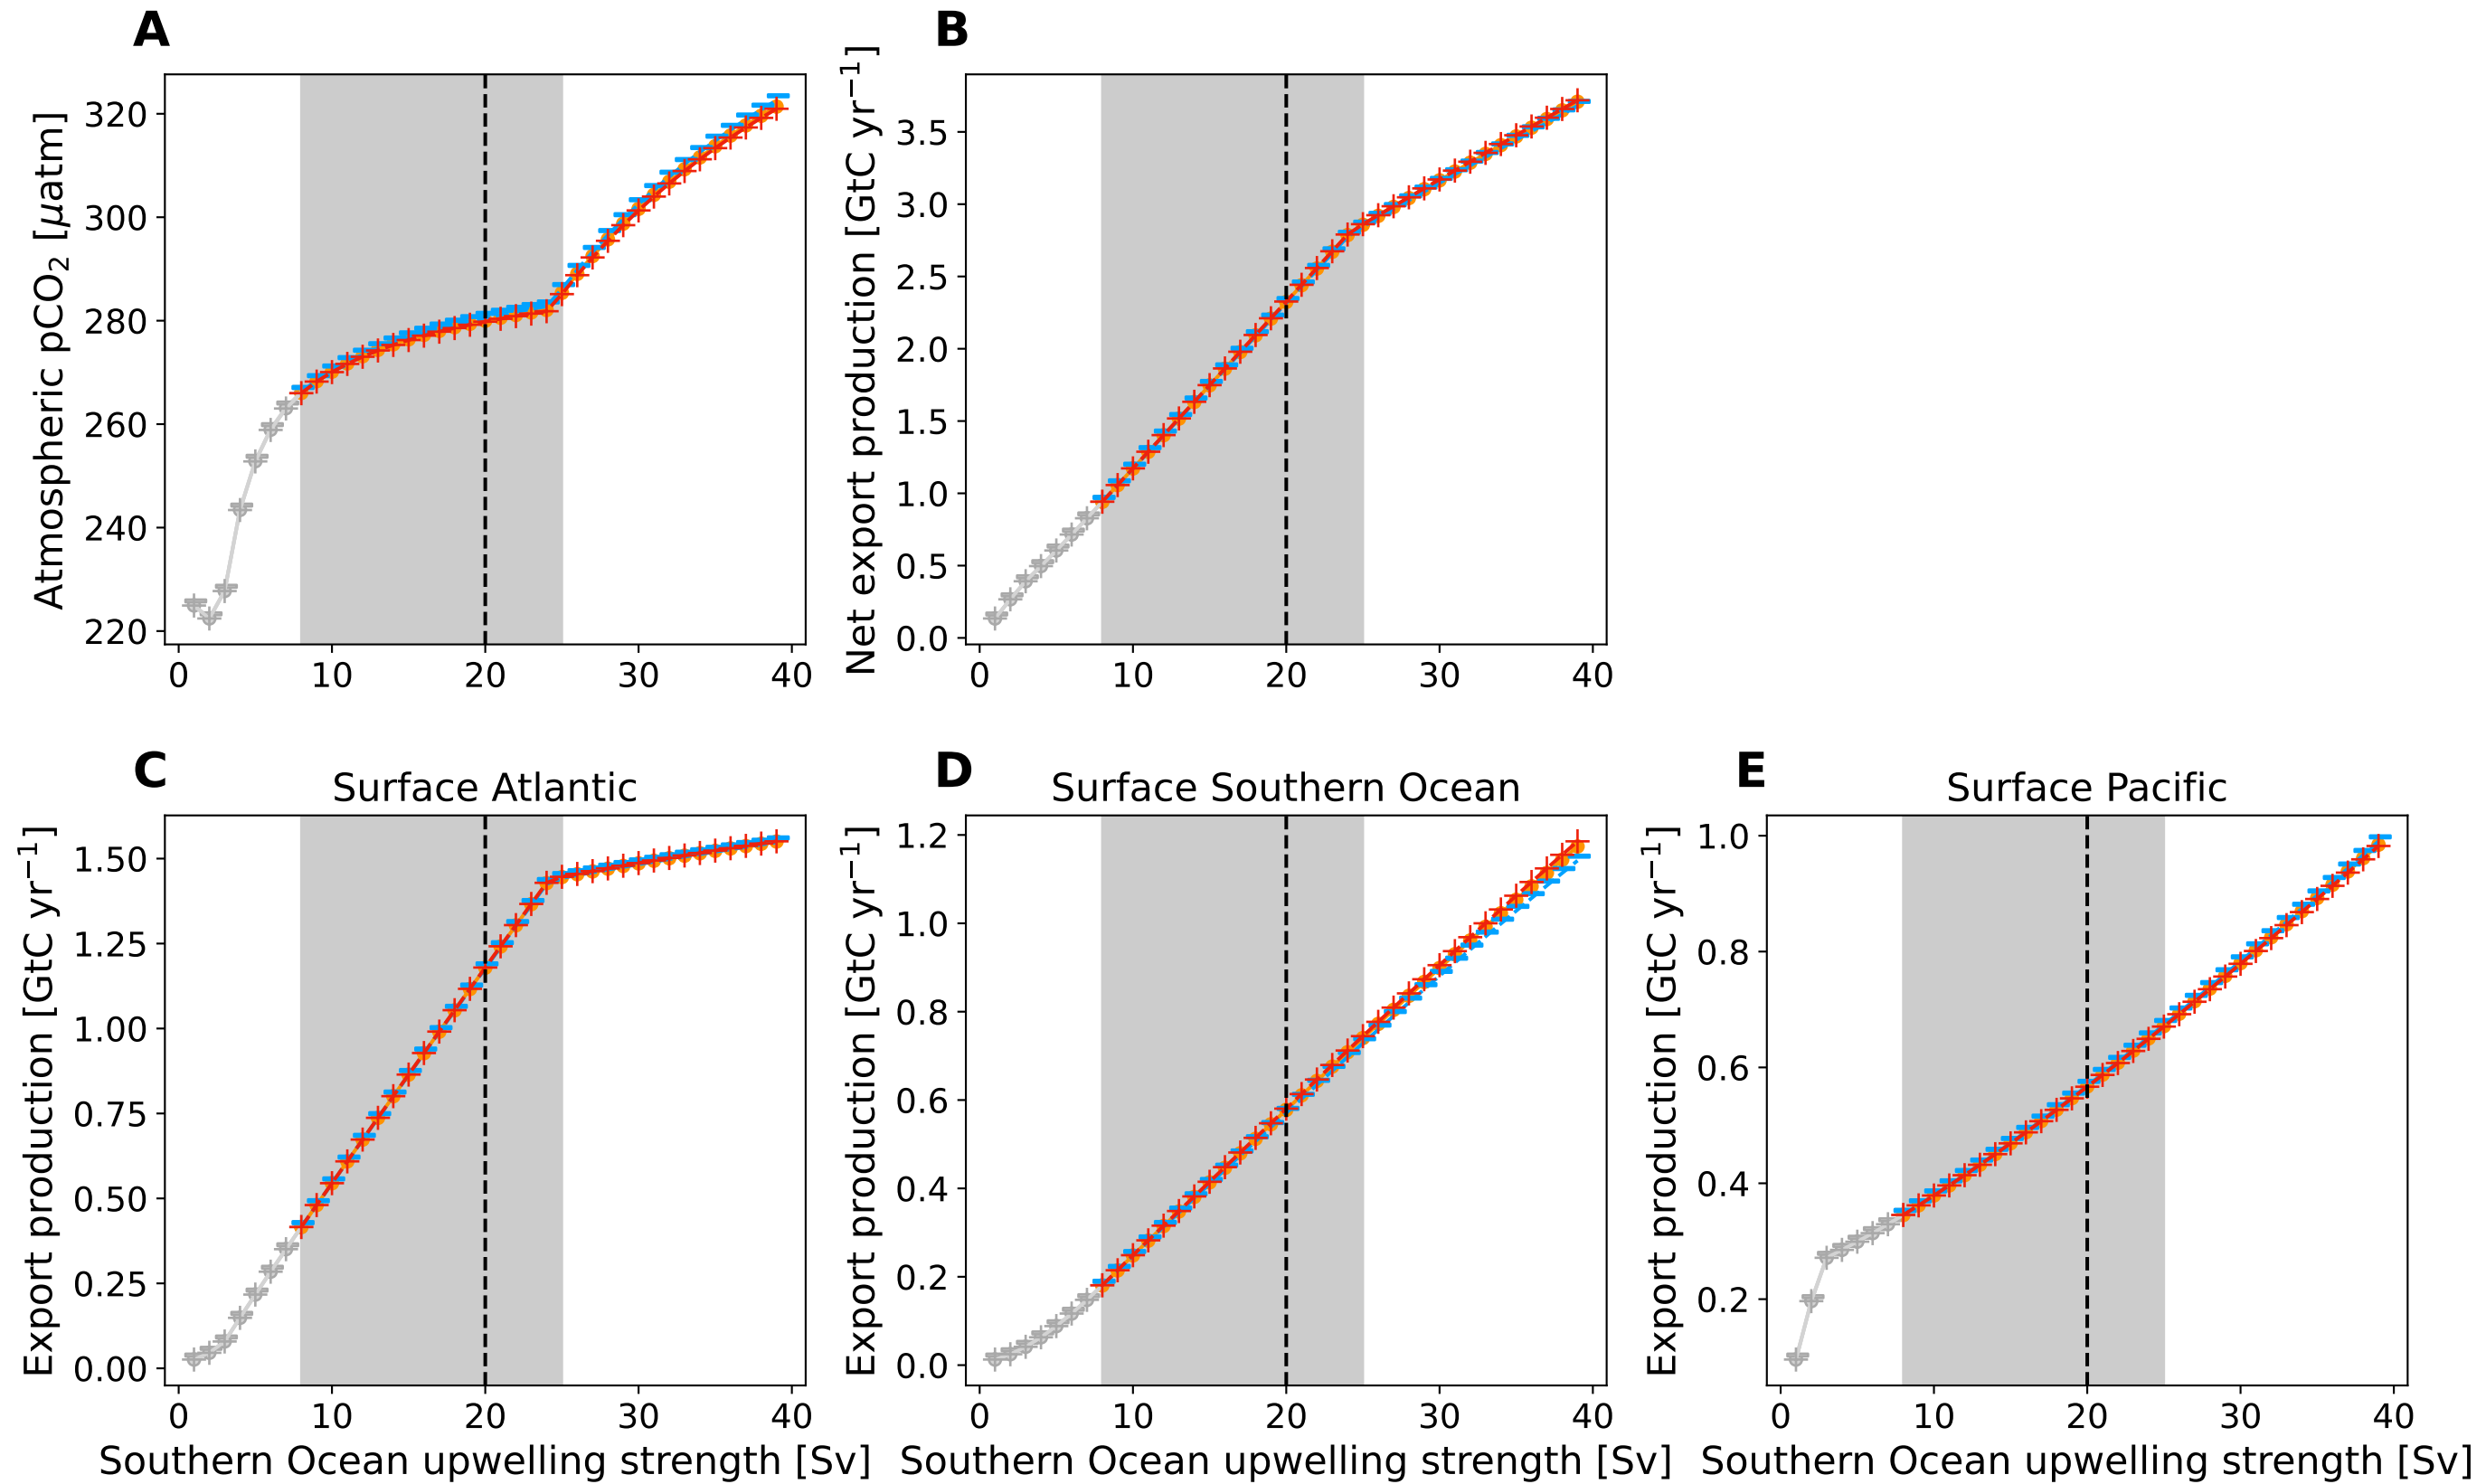 A
B
Atmospheric pCO₂ [μatm]
320
300
280
260
240
220
0 10 20 30 40
Net export production [GtC yr⁻¹]
3.5
3.0
2.5
2.0
1.5
1.0
0.5
0.0
0 10 20 30 40
C
Surface Atlantic
Export production [GtC yr⁻¹]
1.50
1.25
1.00
0.75
0.50
0.25
0.00
0 10 20 30 40
Southern Ocean upwelling strength [Sv]
D
Surface Southern Ocean
Export production [GtC yr⁻¹]
1.2
1.0
0.8
0.6
0.4
0.2
0.0
0 10 20 30 40
Southern Ocean upwelling strength [Sv]
E
Surface Pacific
Export production [GtC yr⁻¹]
1.0
0.8
0.6
0.4
0.2
0 10 20 30 40
Southern Ocean upwelling strength [Sv]